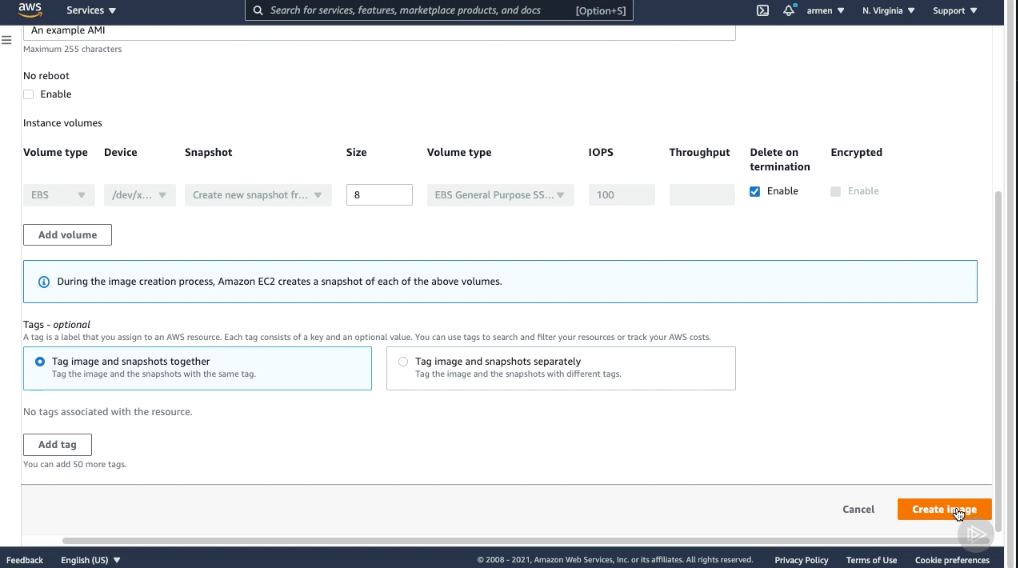 aws Services Search for services, features, marketplace products, and docs [Option+S] armen N. Virginia Support
An example AMI
Maximum 255 characters
No reboot
Enable
Instance volumes
Volume type Device Snapshot Size Volume type IOPS Throughput Delete on termination Encrypted
EBS /dev/x... Create new snapshot fr... 8 EBS General Purpose SS... 100 Enable Enable
Add volume
During the image creation process, Amazon EC2 creates a snapshot of each of the above volumes.
Tags - optional
A tag is a label that you assign to an AWS resource. Each tag consists of a key and an optional value. You can use tags to search and filter your resources or track your AWS costs.
Tag image and snapshots together
Tag the image and the snapshots with the same tag.
Tag image and snapshots separately
Tag the image and the snapshots with different tags.
No tags associated with the resource.
Add tag
You can add 50 more tags.
Cancel Create image
Feedback English (US) © 2008 - 2021, Amazon Web Services, Inc. or its affiliates. All rights reserved. Privacy Policy Terms of Use Cookie preferences